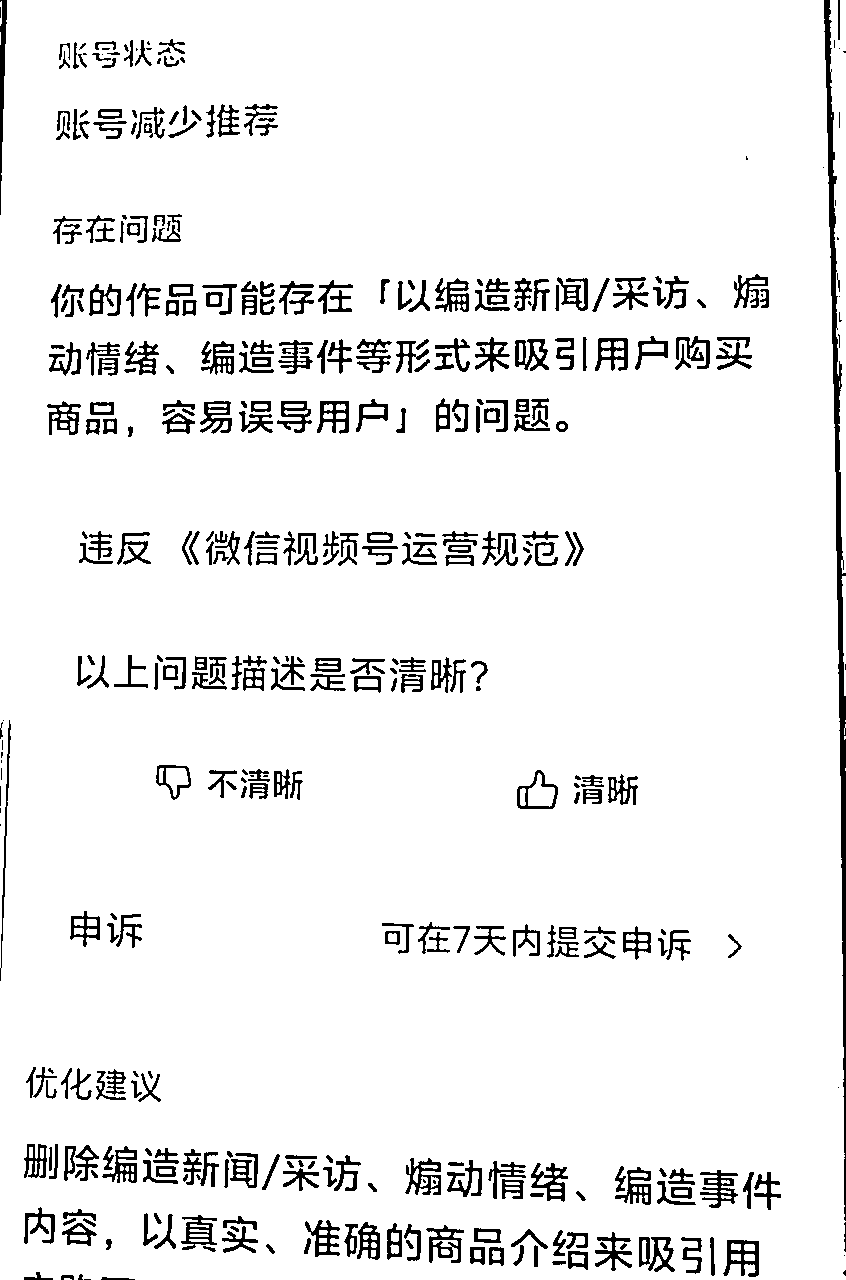 账号状态
账号减少推荐
存在问题
你的作品可能存在「以编造新闻/采访、煽
动情绪、编造事件等形式来吸引用户购买
商品，容易误导用户」的问题。
违反《微信视频号运营规范》
以上问题描述是否清晰?
不清晰 清晰
申诉 可在7天内提交申诉 >
优化建议
删除编造新闻/采访、煽动情绪、编造事件
内容，以真实、准确的商品介绍来吸引用